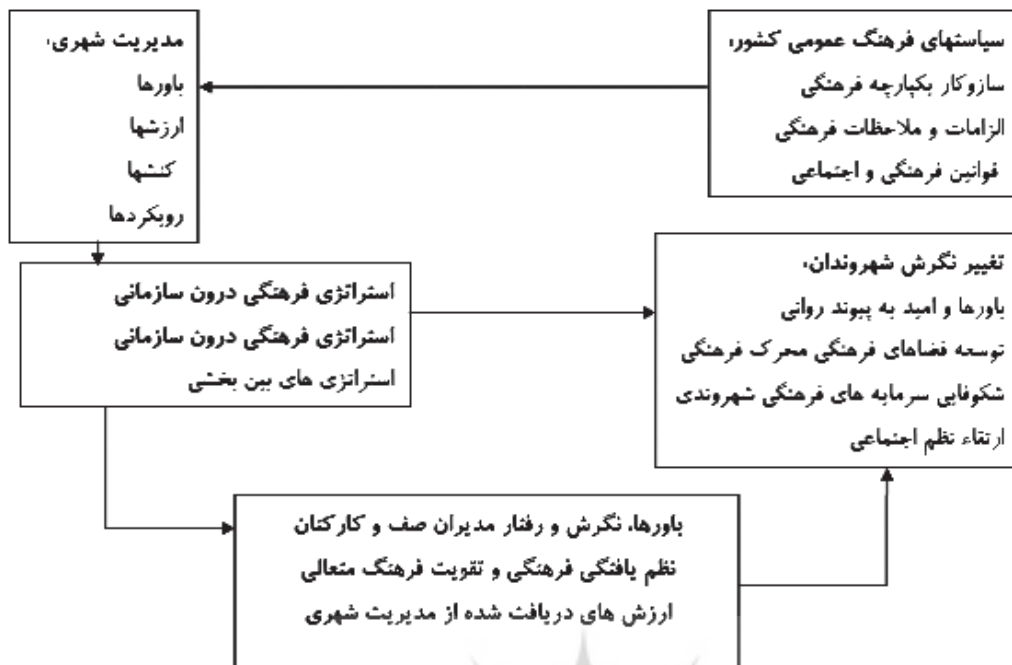 سیاستهای فرهنگ عمومی کشور،
سازوکار یکپارچه فرهنگی
الزامات و ملاحظات فرهنگی
قوانین فرهنگی و اجتماعی
مدیریت شهری،
باورها
ارزشها
کنشها
رویکردها
استراتژی فرهنگی درون سازمانی
استراتژی فرهنگی درون سازمانی
استراتژی های بین بخشی
تغییر نگرش شهروندان،
باورها و امید به پیوند روانی
توسعه فضاهای فرهنگی محرک فرهنگی
شکوفایی سرمایه های فرهنگی شهروندی
ارتقاء نظم اجتماعی
باورها، نگرش و رفتار مدیران صف و کارکنان
نظم یافتگی فرهنگی و تقویت فرهنگ متعالی
ارزش های دریافت شده از مدیریت شهری